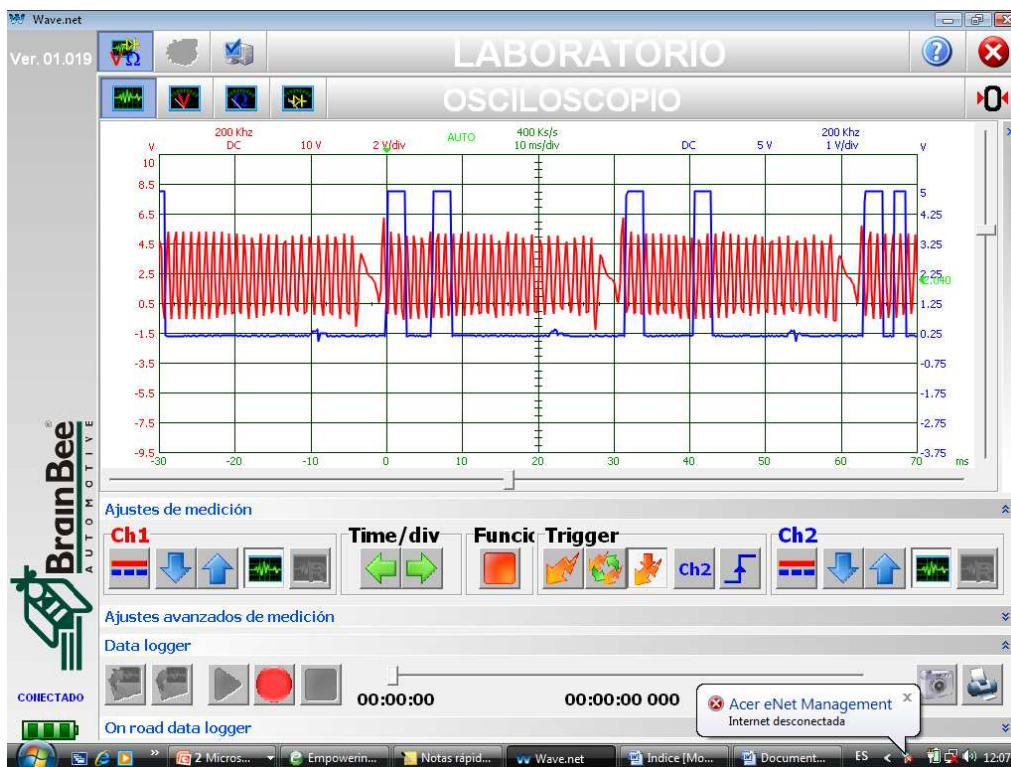 Wave.net
Ver. 01.019
LABORATORIO
OSCILOSCOPIO
200 Khz 400 Ks/s 200 Khz
V DC 10 V 2 V/div AUTO 10 ms/div DC 5 V 1 V/div V
10
8.5 5
6.5 4.25
4.5 3.25
2.5 2.25 2.040
0.5 1.25
-1.5 0.25
-3.5 -0.75
-5.5 -1.75
-7.5 -2.75
-9.5 -3.75
-30 -20 -10 0 10 20 30 40 50 60 70 ms
BrainBee
AUTOMOTIVE
Ajustes de medición
Ch1 Time/div Funcic Trigger Ch2
Ch2
Ajustes avanzados de medición
Data logger
00:00:00 00:00:00 000
CONECTADO
Acer eNet Management
Internet desconectada
On road data logger
2 Micros... Empowerin... Notas rápid... Wave.net Indice [Mo... Document... ES 12:07